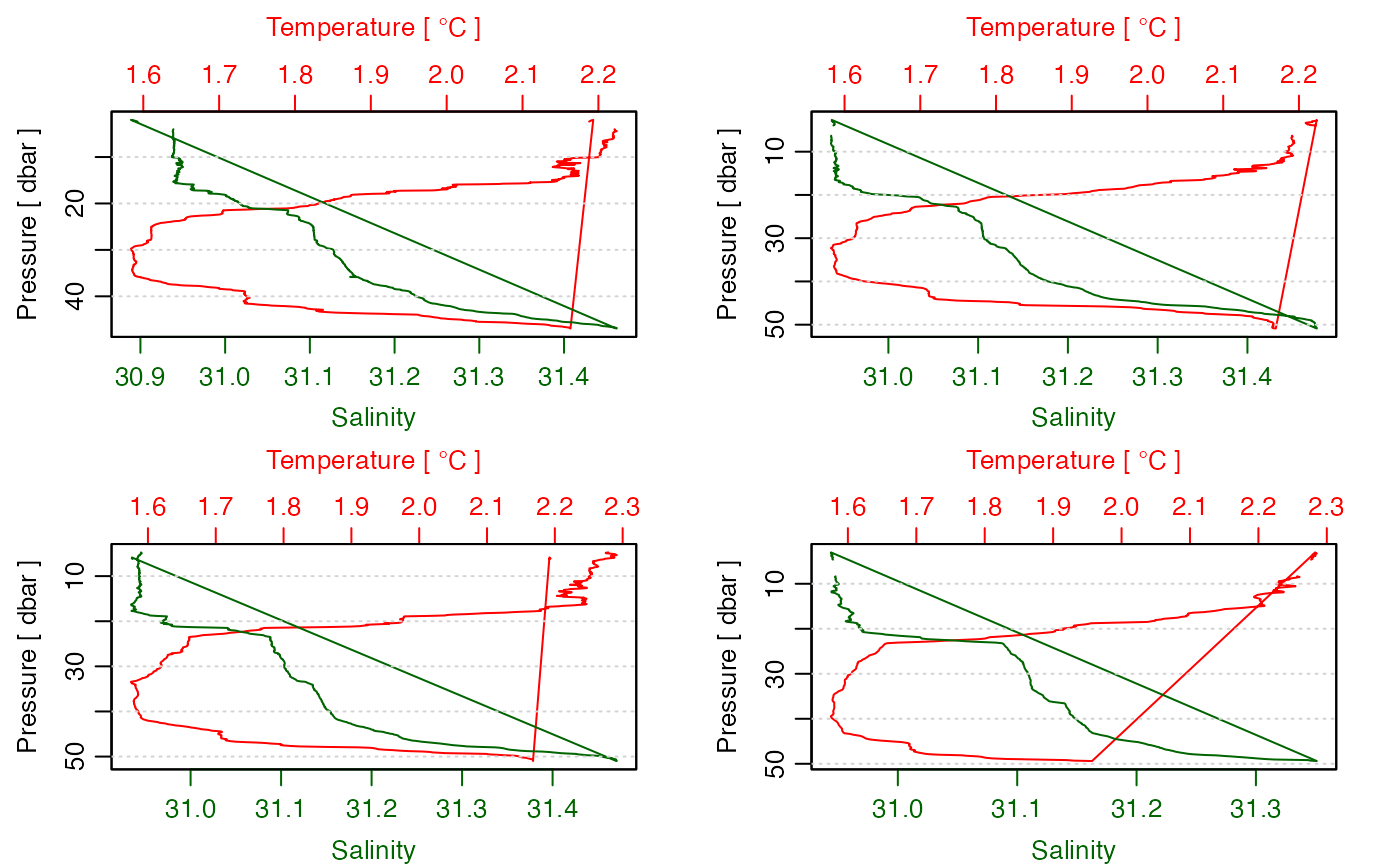 Temperature [ °C ]
1.6 1.7 1.8 1.9 2.0 2.1 2.2
Pressure [ dbar ]
20
40
30.9 31.0 31.1 31.2 31.3 31.4
Salinity
Temperature [ °C ]
1.6 1.7 1.8 1.9 2.0 2.1 2.2
Pressure [ dbar ]
10
30
50
31.0 31.1 31.2 31.3 31.4
Salinity
Temperature [ °C ]
1.6 1.7 1.8 1.9 2.0 2.1 2.2 2.3
Pressure [ dbar ]
10
30
50
31.0 31.1 31.2 31.3 31.4
Salinity
Temperature [ °C ]
1.6 1.7 1.8 1.9 2.0 2.1 2.2 2.3
Pressure [ dbar ]
10
30
50
31.0 31.1 31.2 31.3
Salinity